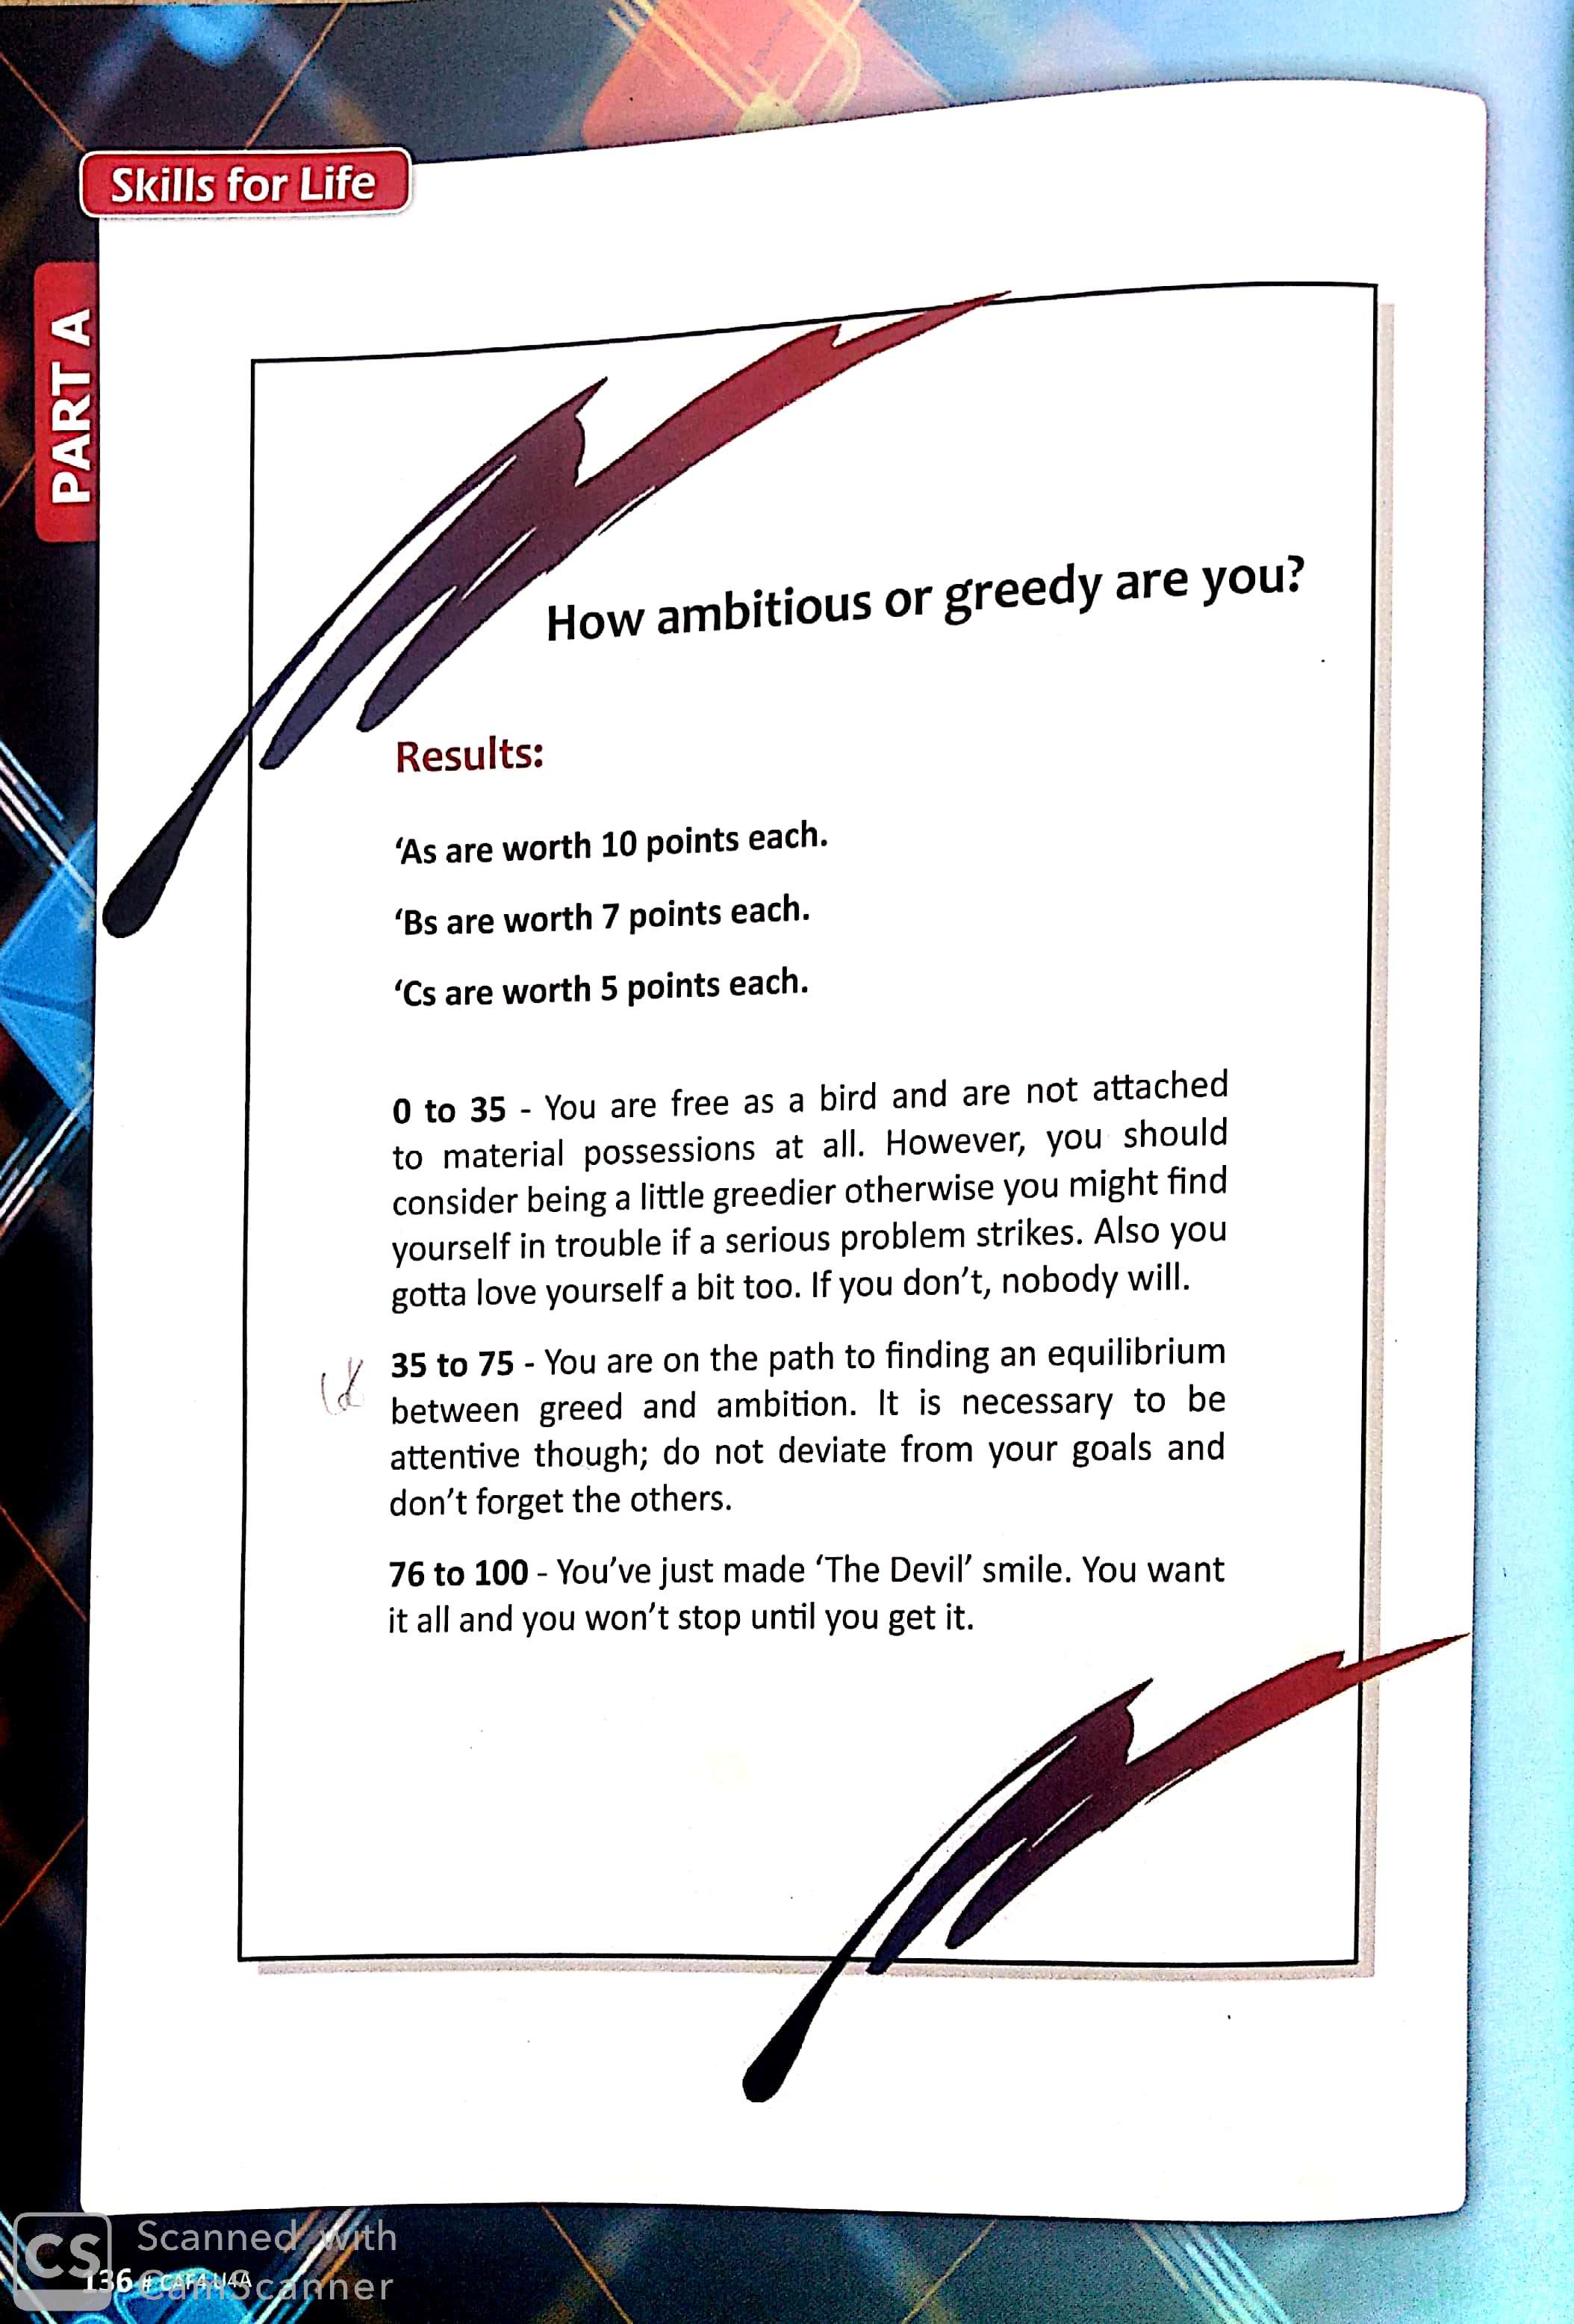 Skills for Life
PART A
How ambitious or greedy are you?
Results:
‘As are worth 10 points each.
‘Bs are worth 7 points each.
‘Cs are worth 5 points each.
0 to 35 - You are free as a bird and are not attached
to material possessions at all. However, you should
consider being a little greedier otherwise you might find
yourself in trouble if a serious problem strikes. Also you
gotta love yourself a bit too. If you don’t, nobody will.
35 to 75 - You are on the path to finding an equilibrium
between greed and ambition. It is necessary to be
attentive though; do not deviate from your goals and
don’t forget the others.
76 to 100 - You’ve just made ‘The Devil’ smile. You want
it all and you won’t stop until you get it.
CS
Scanned with
CamScanner
136 # CAF4 U4A